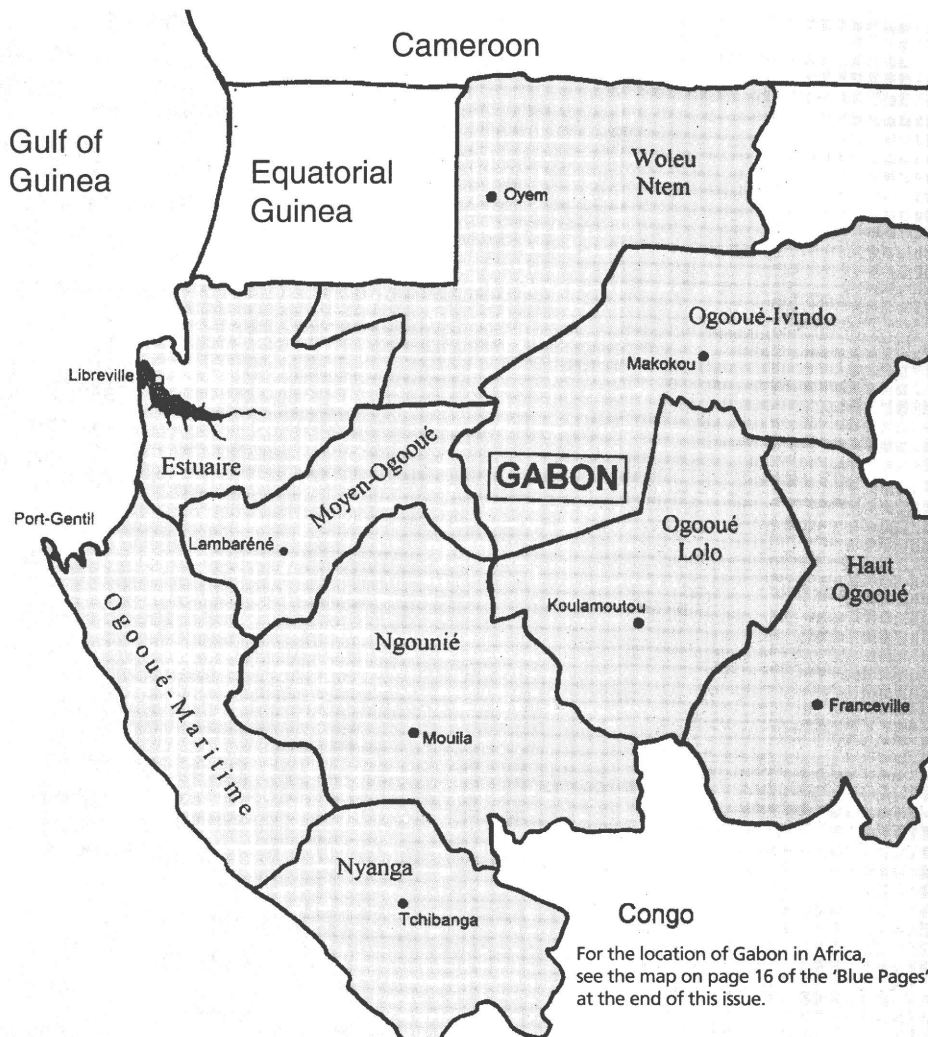 Cameroon
Gulf of
Guinea
Equatorial
Guinea
Woleu
Ntem
Oyem
Ogooué-Ivindo
Makokou
Libreville
Estuaire
Moyen-Ogooué
GABON
Port-Gentil
Lambaréné
Ogooué
Lolo
Haut
Ogooué
Koulamoutou
Ogooué-Maritime
Ngounié
Franceville
Mouila
Nyanga
Tchibanga
Congo
For the location of Gabon in Africa,
see the map on page 16 of the 'Blue Pages'
at the end of this issue.